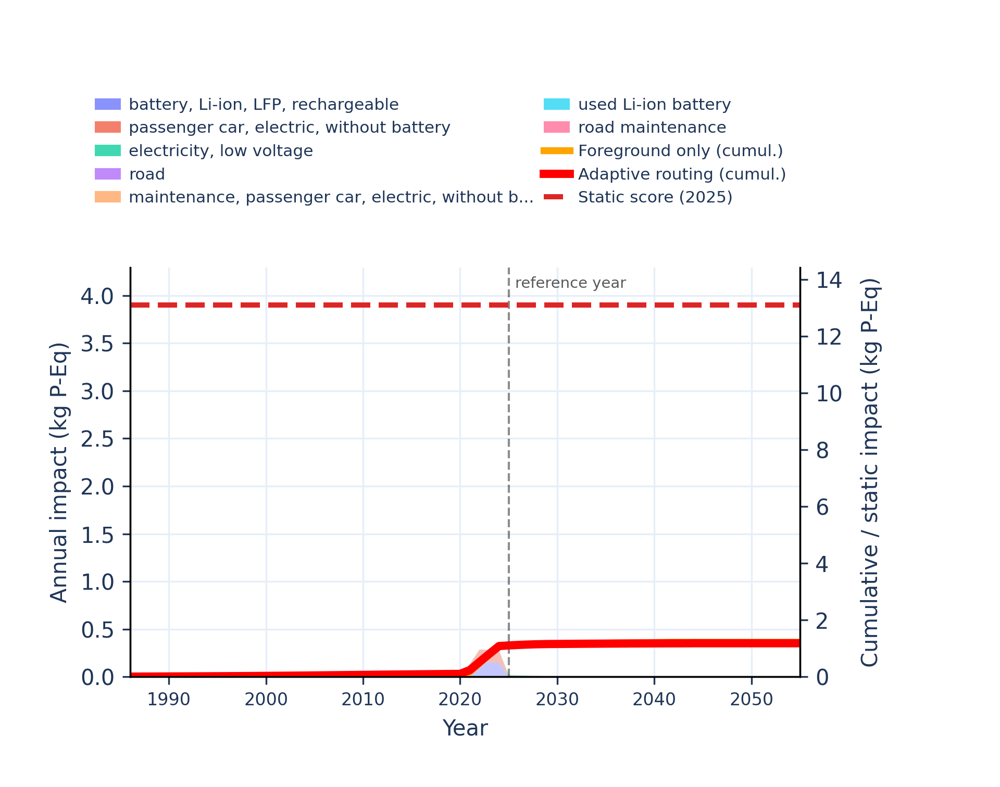 battery, Li-ion, LFP, rechargeable
passenger car, electric, without battery
electricity, low voltage
road
maintenance, passenger car, electric, without b...
used Li-ion battery
road maintenance
Foreground only (cumul.)
Adaptive routing (cumul.)
Static score (2025)
reference year
Annual impact (kg P-Eq)
4.0
3.5
3.0
2.5
2.0
1.5
1.0
0.5
0.0
14
12
10
8
6
4
2
0
Cumulative / static impact (kg P-Eq)
1990 2000 2010 2020 2030 2040 2050
Year